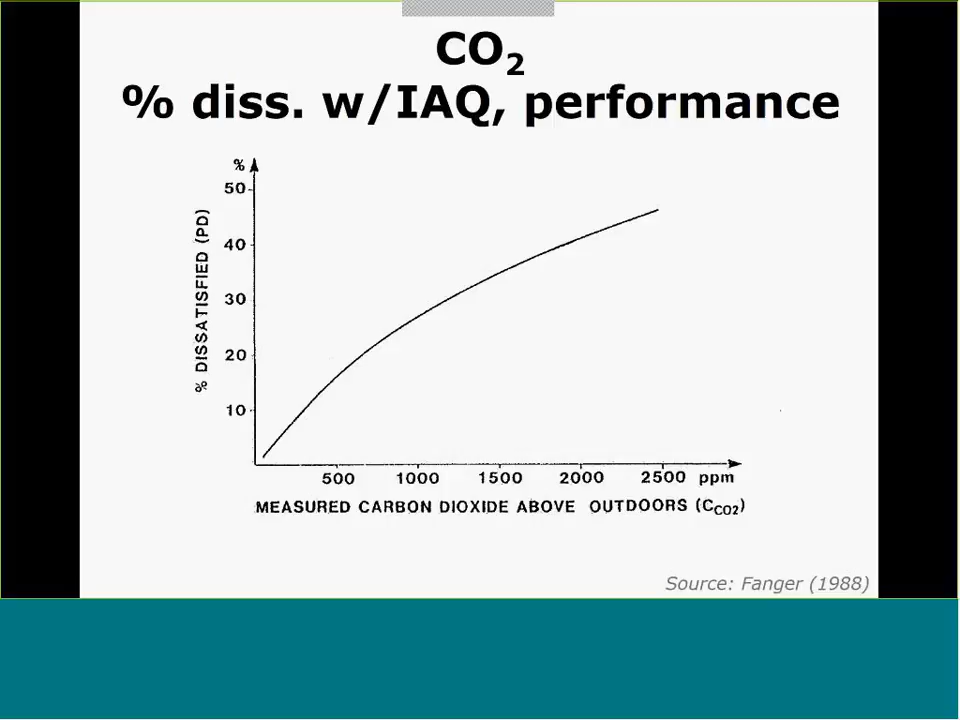 CO₂
% diss. w/IAQ, performance
%
50
40
30
20
10
% DISSATISFIED (PD)
500 1000 1500 2000 2500 ppm
MEASURED CARBON DIOXIDE ABOVE OUTDOORS (C_CO2)
Source: Fanger (1988)